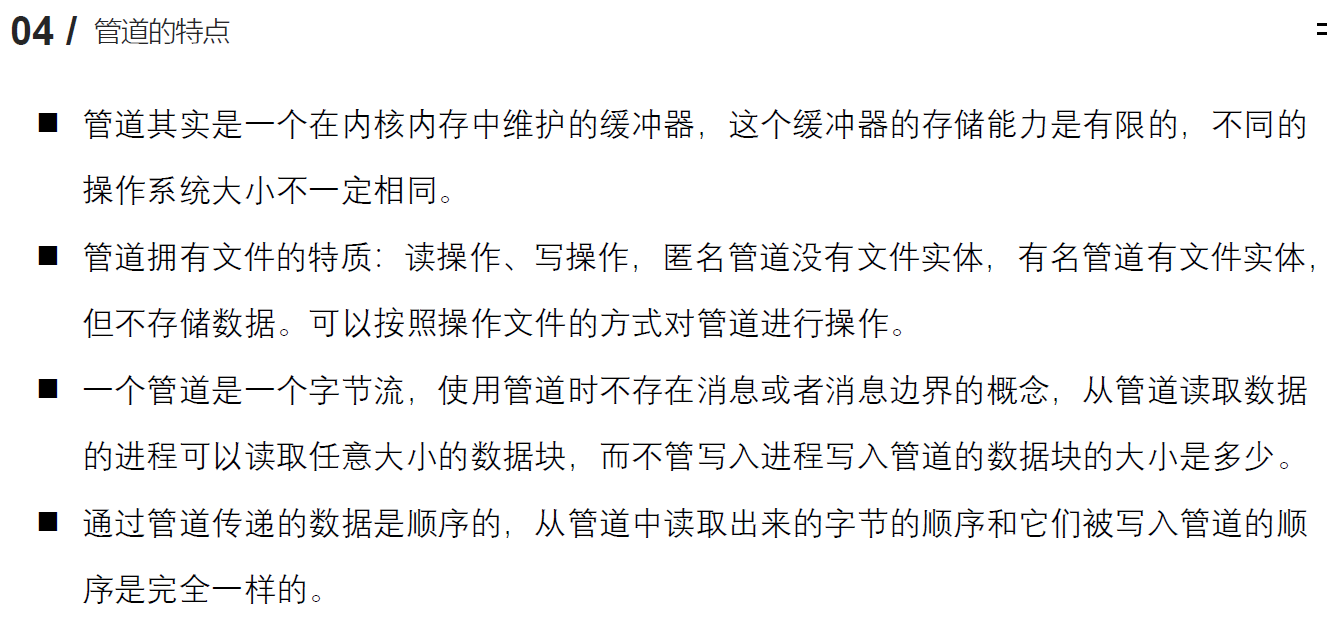 04 / 管道的特点
■ 管道其实是一个在内核内存中维护的缓冲器，这个缓冲器的存储能力是有限的，不同的
操作系统大小不一定相同。
■ 管道拥有文件的特质：读操作、写操作，匿名管道没有文件实体，有名管道有文件实体，
但不存储数据。可以按照操作文件的方式对管道进行操作。
■ 一个管道是一个字节流，使用管道时不存在消息或者消息边界的概念，从管道读取数据
的进程可以读取任意大小的数据块，而不管写入进程写入管道的数据块的大小是多少。
■ 通过管道传递的数据是顺序的，从管道中读取出来的字节的顺序和它们被写入管道的顺
序是完全一样的。